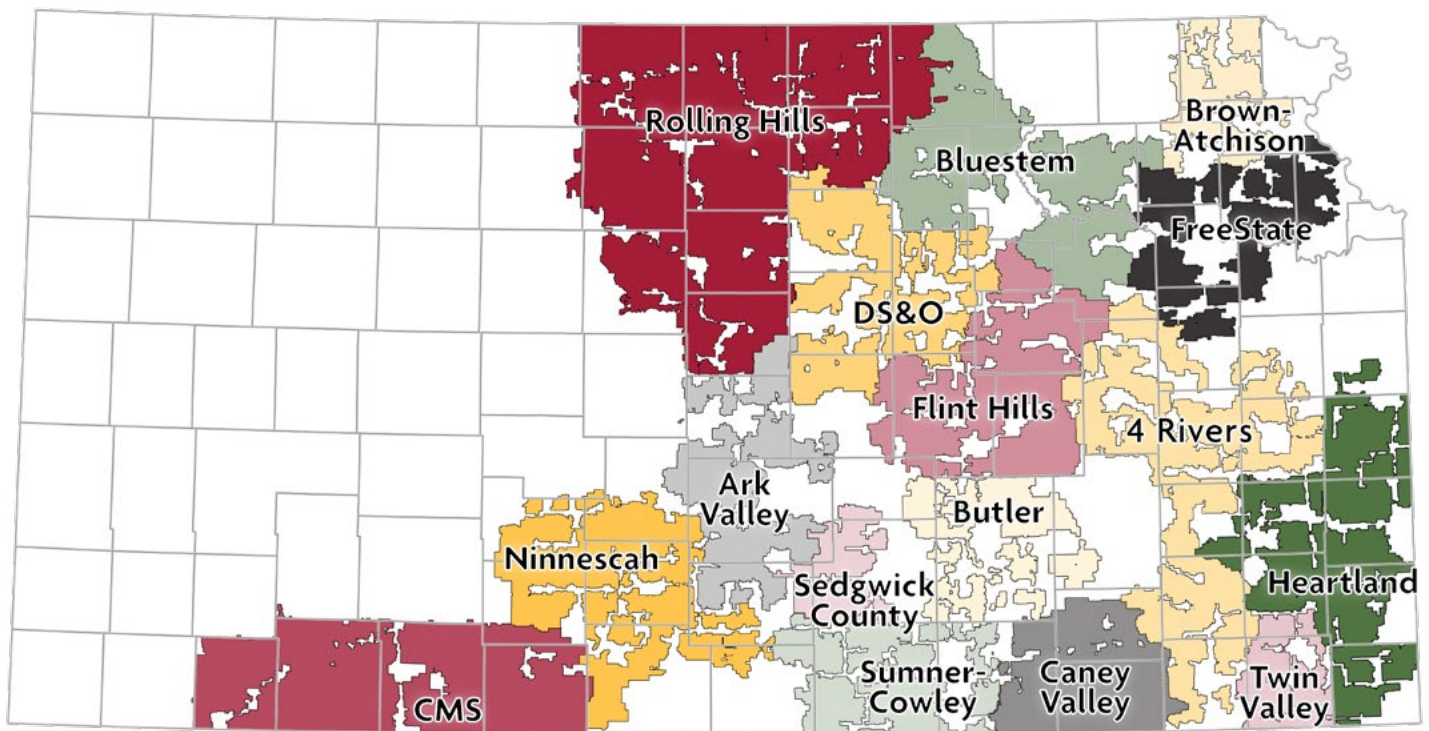 Rolling Hills
Brown-
Atchison
Bluestem
FreeState
DS&O
Flint Hills
4 Rivers
Ark
Valley
Butler
Ninnescah
Sedgwick
County
Heartland
Sumner-
Cowley
Caney
Valley
Twin
Valley
CMS